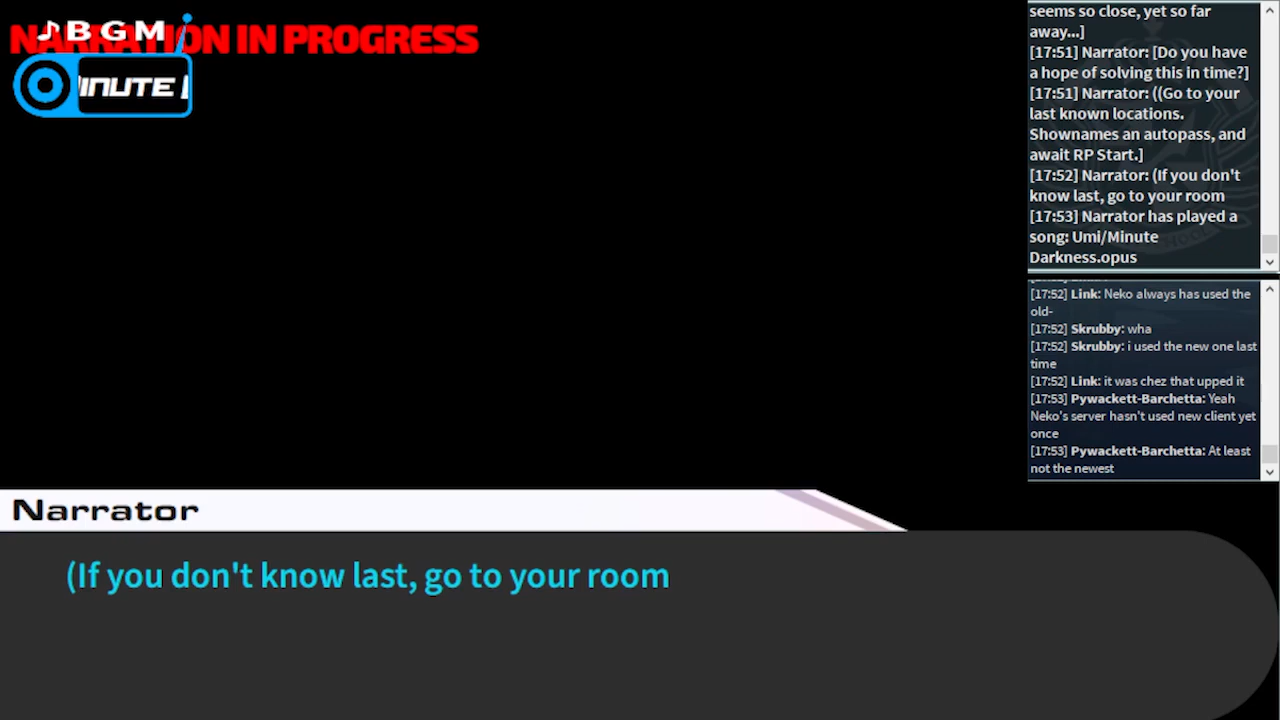 NARRATION IN PROGRESS
♪BGM
INUTE
seems so close, yet so far
away...]
[17:51] Narrator: [Do you have
a hope of solving this in time?]
[17:51] Narrator: ((Go to your
last known locations.
Shownames an autopass, and
await RP Start.]
[17:52] Narrator: (If you don't
know last, go to your room
[17:53] Narrator has played a
song: Umi/Minute
Darkness.opus
[17:52] Link: Neko always has used the
old-
[17:52] Skrubby: wha
[17:52] Skrubby: i used the new one last
time
[17:52] Link: it was chez that upped it
[17:53] Pywackett-Barchetta: Yeah
Neko's server hasn't used new client yet
once
[17:53] Pywackett-Barchetta: At least
not the newest
Narrator
(If you don't know last, go to your room